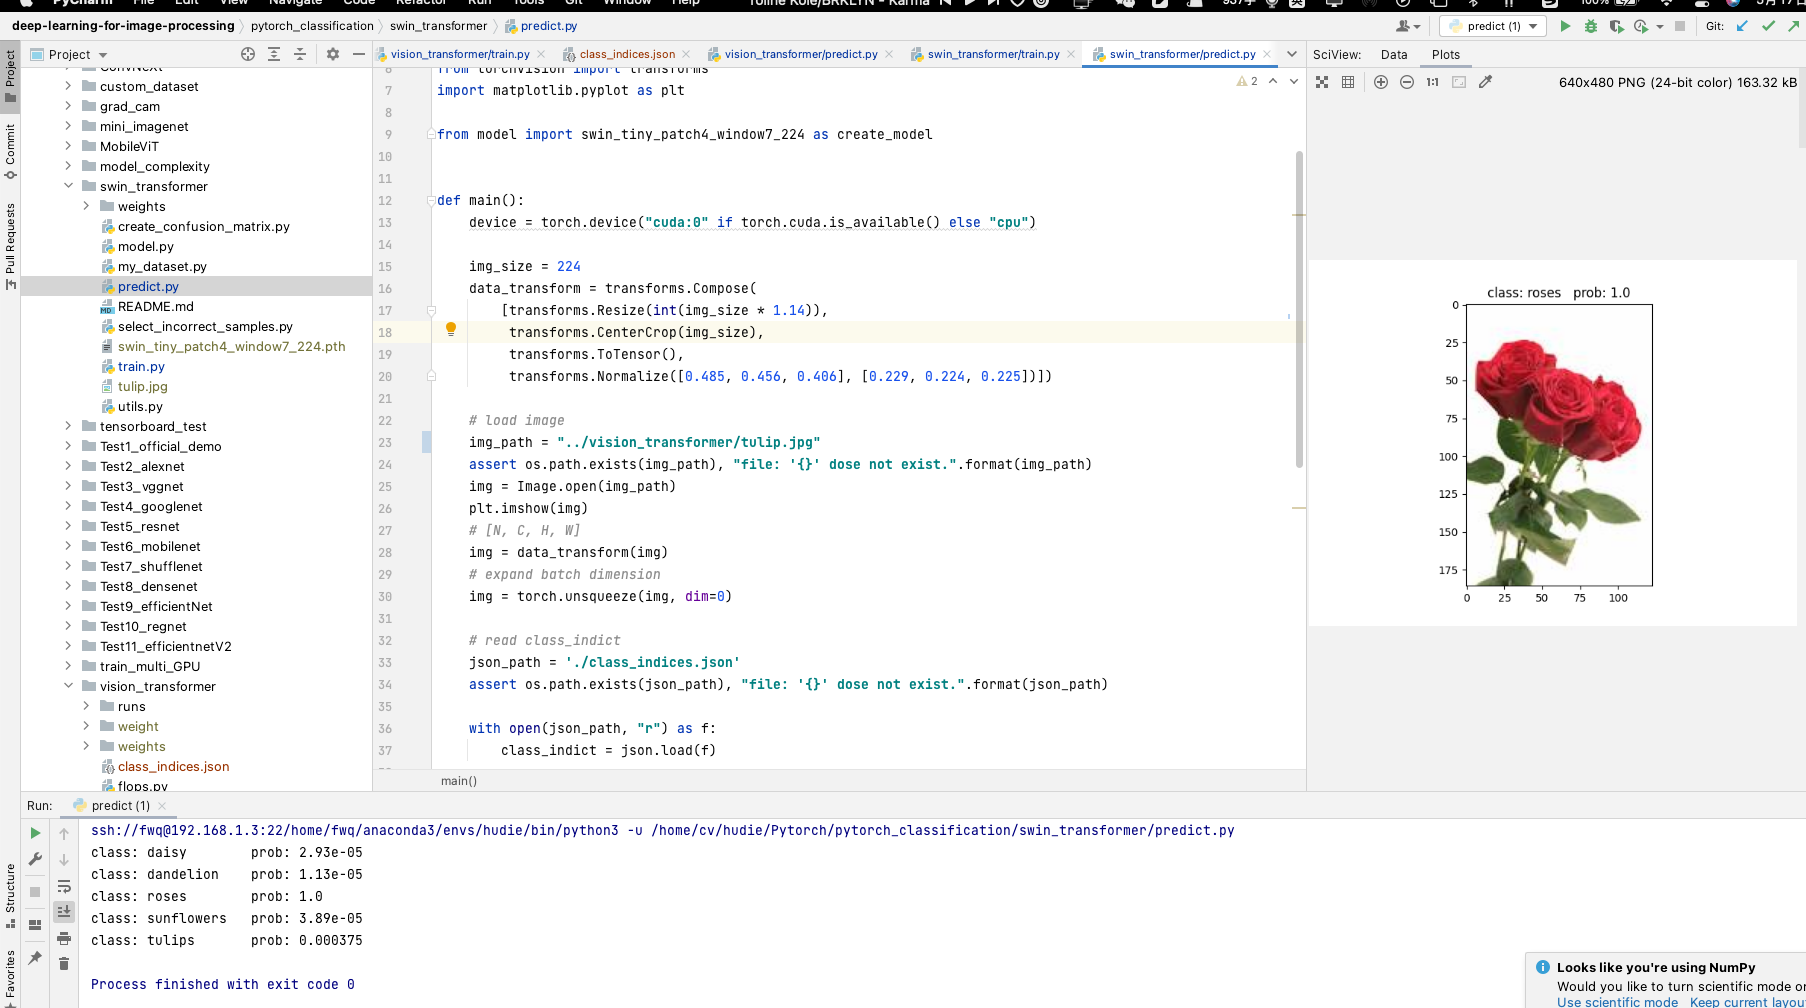 PyCharm File Edit View Navigate Code Refactor Run Tools Git Window Help Toline Kolé/BRKLYN - Karma 100%
deep-learning-for-image-processing pytorch_classification swin_transformer predict.py predict (1) Git:
Project vision_transformer/train.py class_indices.json vision_transformer/predict.py swin_transformer/train.py swin_transformer/predict.py SciView: Data Plots
1:1 640x480 PNG (24-bit color) 163.32 kB
2
Project
Commit
Pull Requests
Structure
Favorites
ConvNeXt
custom_dataset
grad_cam
mini_imagenet
MobileViT
model_complexity
swin_transformer
weights
create_confusion_matrix.py
model.py
my_dataset.py
predict.py
README.md
select_incorrect_samples.py
swin_tiny_patch4_window7_224.pth
train.py
tulip.jpg
utils.py
tensorboard_test
Test1_official_demo
Test2_alexnet
Test3_vggnet
Test4_googlenet
Test5_resnet
Test6_mobilenet
Test7_shufflenet
Test8_densenet
Test9_efficientNet
Test10_regnet
Test11_efficientnetV2
train_multi_GPU
vision_transformer
runs
weight
weights
class_indices.json
flops.py
6 from torchvision import transforms
7 import matplotlib.pyplot as plt
8
9 from model import swin_tiny_patch4_window7_224 as create_model
10
11
12 def main():
13 device = torch.device("cuda:0" if torch.cuda.is_available() else "cpu")
14
15 img_size = 224
16 data_transform = transforms.Compose(
17 [transforms.Resize(int(img_size * 1.14)),
18 transforms.CenterCrop(img_size),
19 transforms.ToTensor(),
20 transforms.Normalize([0.485, 0.456, 0.406], [0.229, 0.224, 0.225])])
21
22 # load image
23 img_path = "../vision_transformer/tulip.jpg"
24 assert os.path.exists(img_path), "file: '{}' dose not exist.".format(img_path)
25 img = Image.open(img_path)
26 plt.imshow(img)
27 # [N, C, H, W]
28 img = data_transform(img)
29 # expand batch dimension
30 img = torch.unsqueeze(img, dim=0)
31
32 # read class_indict
33 json_path = './class_indices.json'
34 assert os.path.exists(json_path), "file: '{}' dose not exist.".format(json_path)
35
36 with open(json_path, "r") as f:
37 class_indict = json.load(f)
main()
class: roses prob: 1.0
0
25
50
75
100
125
150
175
0 25 50 75 100
Run: predict (1)
ssh://fwq@192.168.1.3:22/home/fwq/anaconda3/envs/hudie/bin/python3 -u /home/cv/hudie/Pytorch/pytorch_classification/swin_transformer/predict.py
class: daisy prob: 2.93e-05
class: dandelion prob: 1.13e-05
class: roses prob: 1.0
class: sunflowers prob: 3.89e-05
class: tulips prob: 0.000375
Process finished with exit code 0
Looks like you're using NumPy
Would you like to turn scientific mode or
Use scientific mode Keep current layou